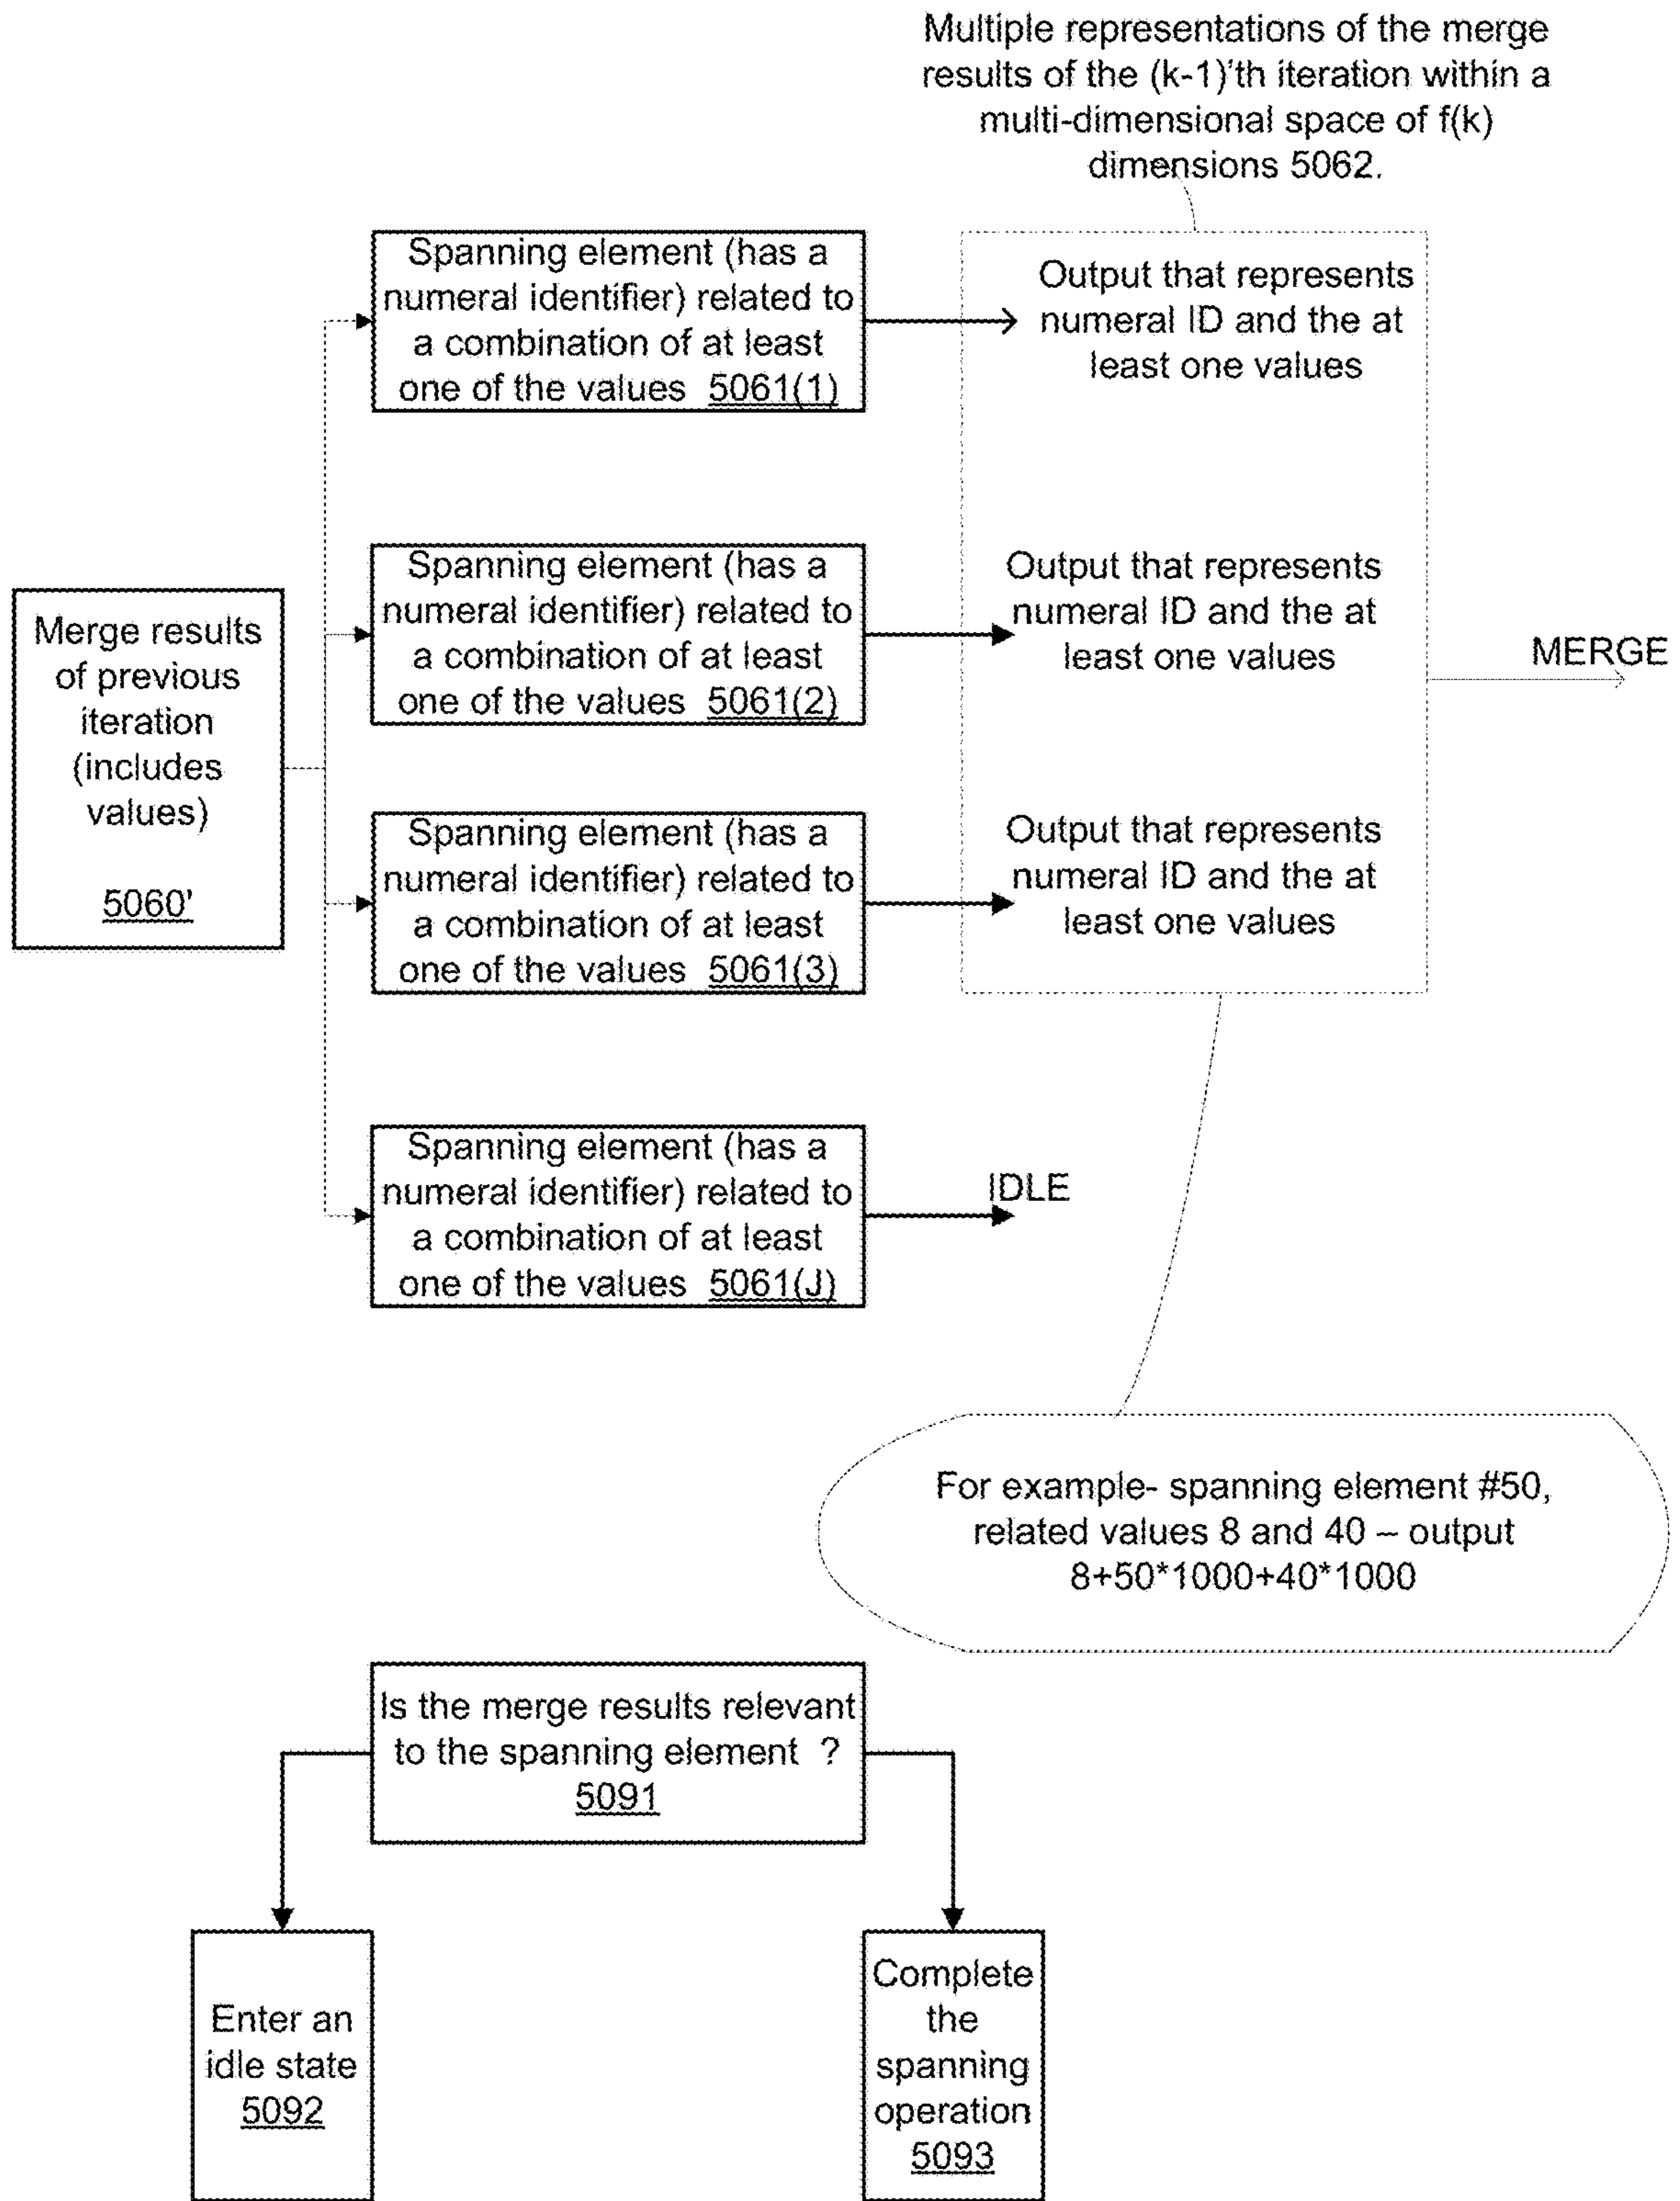 Multiple representations of the merge
results of the (k-1)'th iteration within a
multi-dimensional space of f(k)
dimensions 5062.
Spanning element (has a
numeral identifier) related to
a combination of at least
one of the values 5061(1)
Output that represents
numeral ID and the at
least one values
Spanning element (has a
numeral identifier) related to
a combination of at least
one of the values 5061(2)
Output that represents
numeral ID and the at
least one values
MERGE
Merge results
of previous
iteration
(includes
values)
5060'
Spanning element (has a
numeral identifier) related to
a combination of at least
one of the values 5061(3)
Output that represents
numeral ID and the at
least one values
Spanning element (has a
numeral identifier) related to
a combination of at least
one of the values 5061(J)
IDLE
For example- spanning element #50,
related values 8 and 40 – output
8+50*1000+40*1000
Is the merge results relevant
to the spanning element ?
5091
Enter an
idle state
5092
Complete
the
spanning
operation
5093